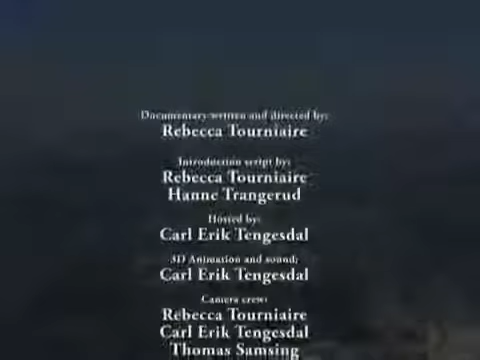 Documentary written and directed by:
Rebecca Tourniaire
Introduction script by:
Rebecca Tourniaire
Hanne Trangerud
Hosted by:
Carl Erik Tengesdal
3D Animation and sound:
Carl Erik Tengesdal
Camera crew:
Rebecca Tourniaire
Carl Erik Tengesdal
Thomas Samsing